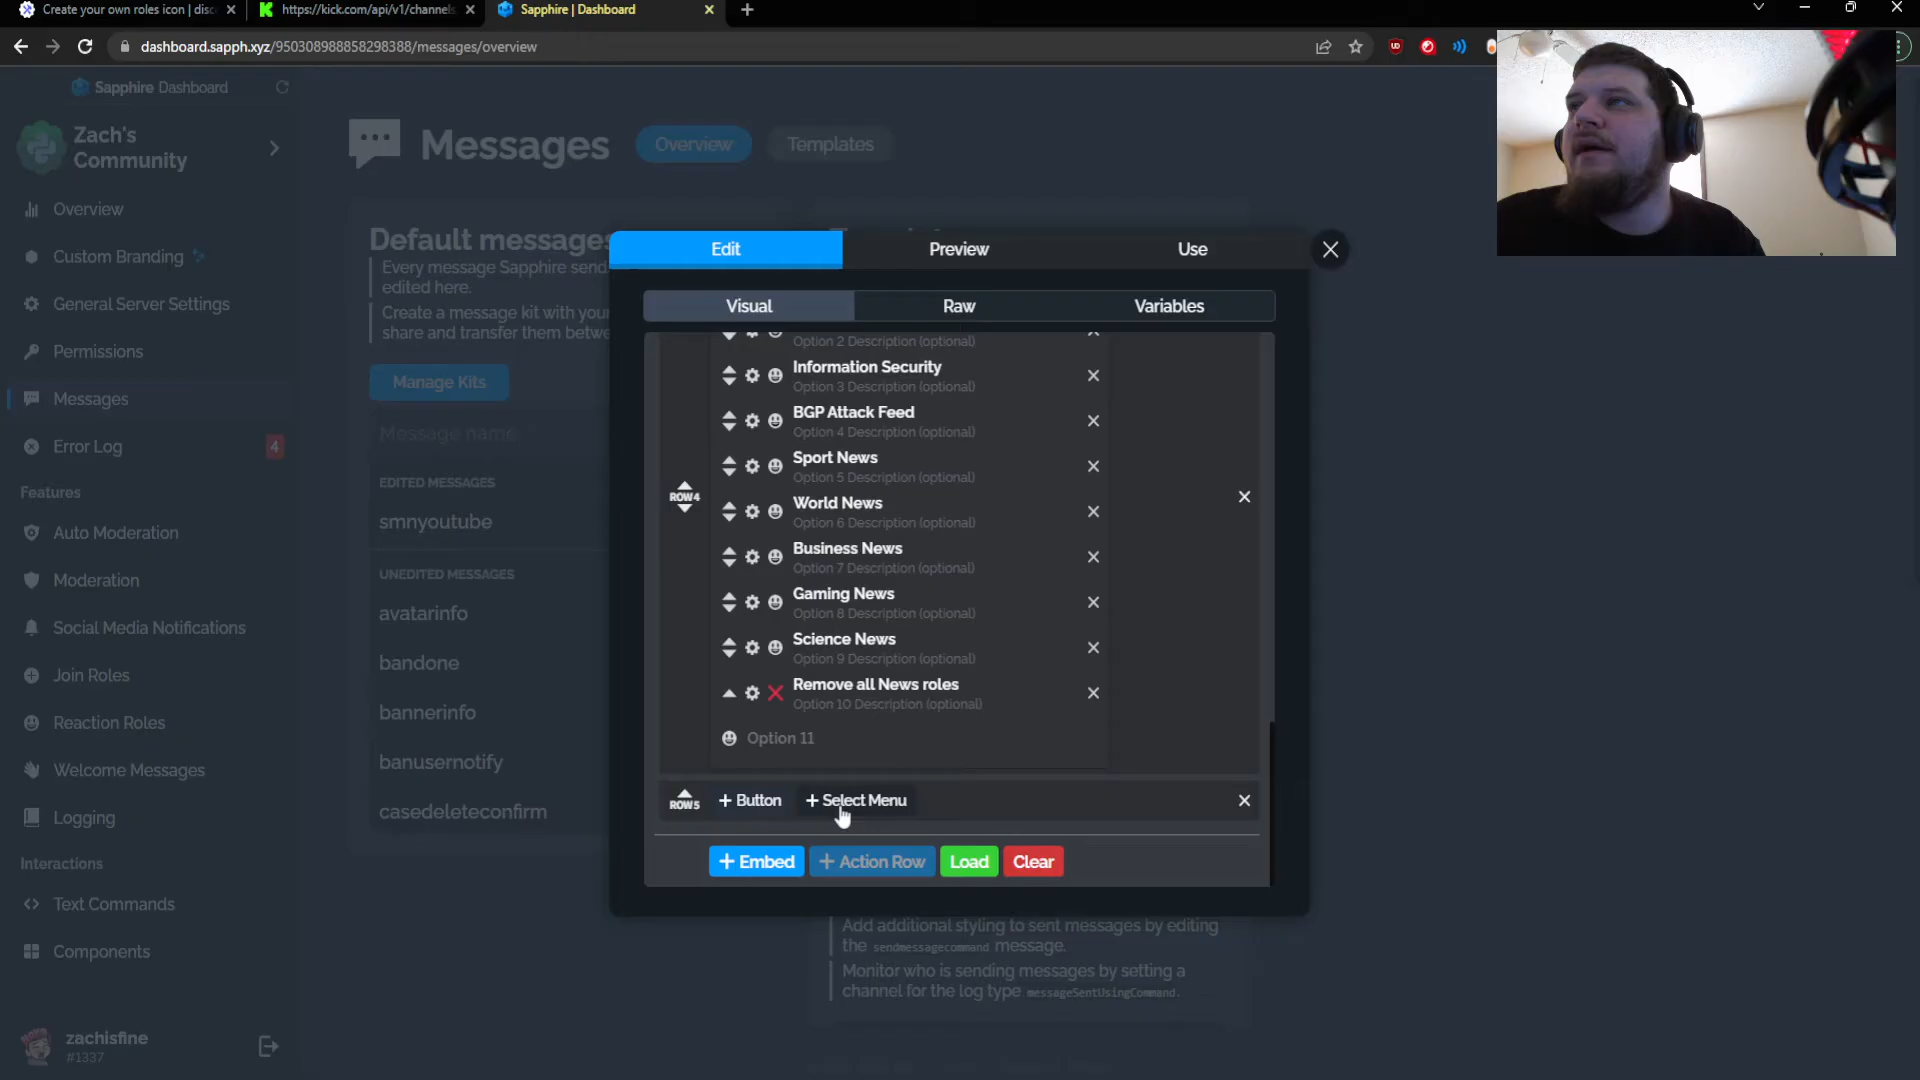 Create your own roles icon | disc
https://kick.com/api/v1/channels
Sapphire | Dashboard
dashboard.sapph.xyz/950308988858298388/messages/overview
Sapphire Dashboard
Zach's
Community
Overview
Custom Branding
General Server Settings
Permissions
Messages
Error Log
4
Features
Auto Moderation
Moderation
Social Media Notifications
Join Roles
Reaction Roles
Welcome Messages
Logging
Interactions
Text Commands
Components
zachisfine
#1337
Messages
Overview
Templates
Default messages
Every message Sapphire send
edited here.
Create a message kit with your
share and transfer them betwe
Manage Kits
Message name
EDITED MESSAGES
smnyoutube
UNEDITED MESSAGES
avatarinfo
bandone
bannerinfo
banusernotify
casedeleteconfirm
Edit
Preview
Use
Visual
Raw
Variables
Option 2 Description (optional)
Information Security
Option 3 Description (optional)
BGP Attack Feed
Option 4 Description (optional)
Sport News
Option 5 Description (optional)
ROW4
World News
Option 6 Description (optional)
Business News
Option 7 Description (optional)
Gaming News
Option 8 Description (optional)
Science News
Option 9 Description (optional)
Remove all News roles
Option 10 Description (optional)
Option 11
ROW5
+ Button
+ Select Menu
+ Embed
+ Action Row
Load
Clear
Add additional styling to sent messages by editing
the sendmessagecommand message.
Monitor who is sending messages by setting a
channel for the log type messageSentUsingCommand.